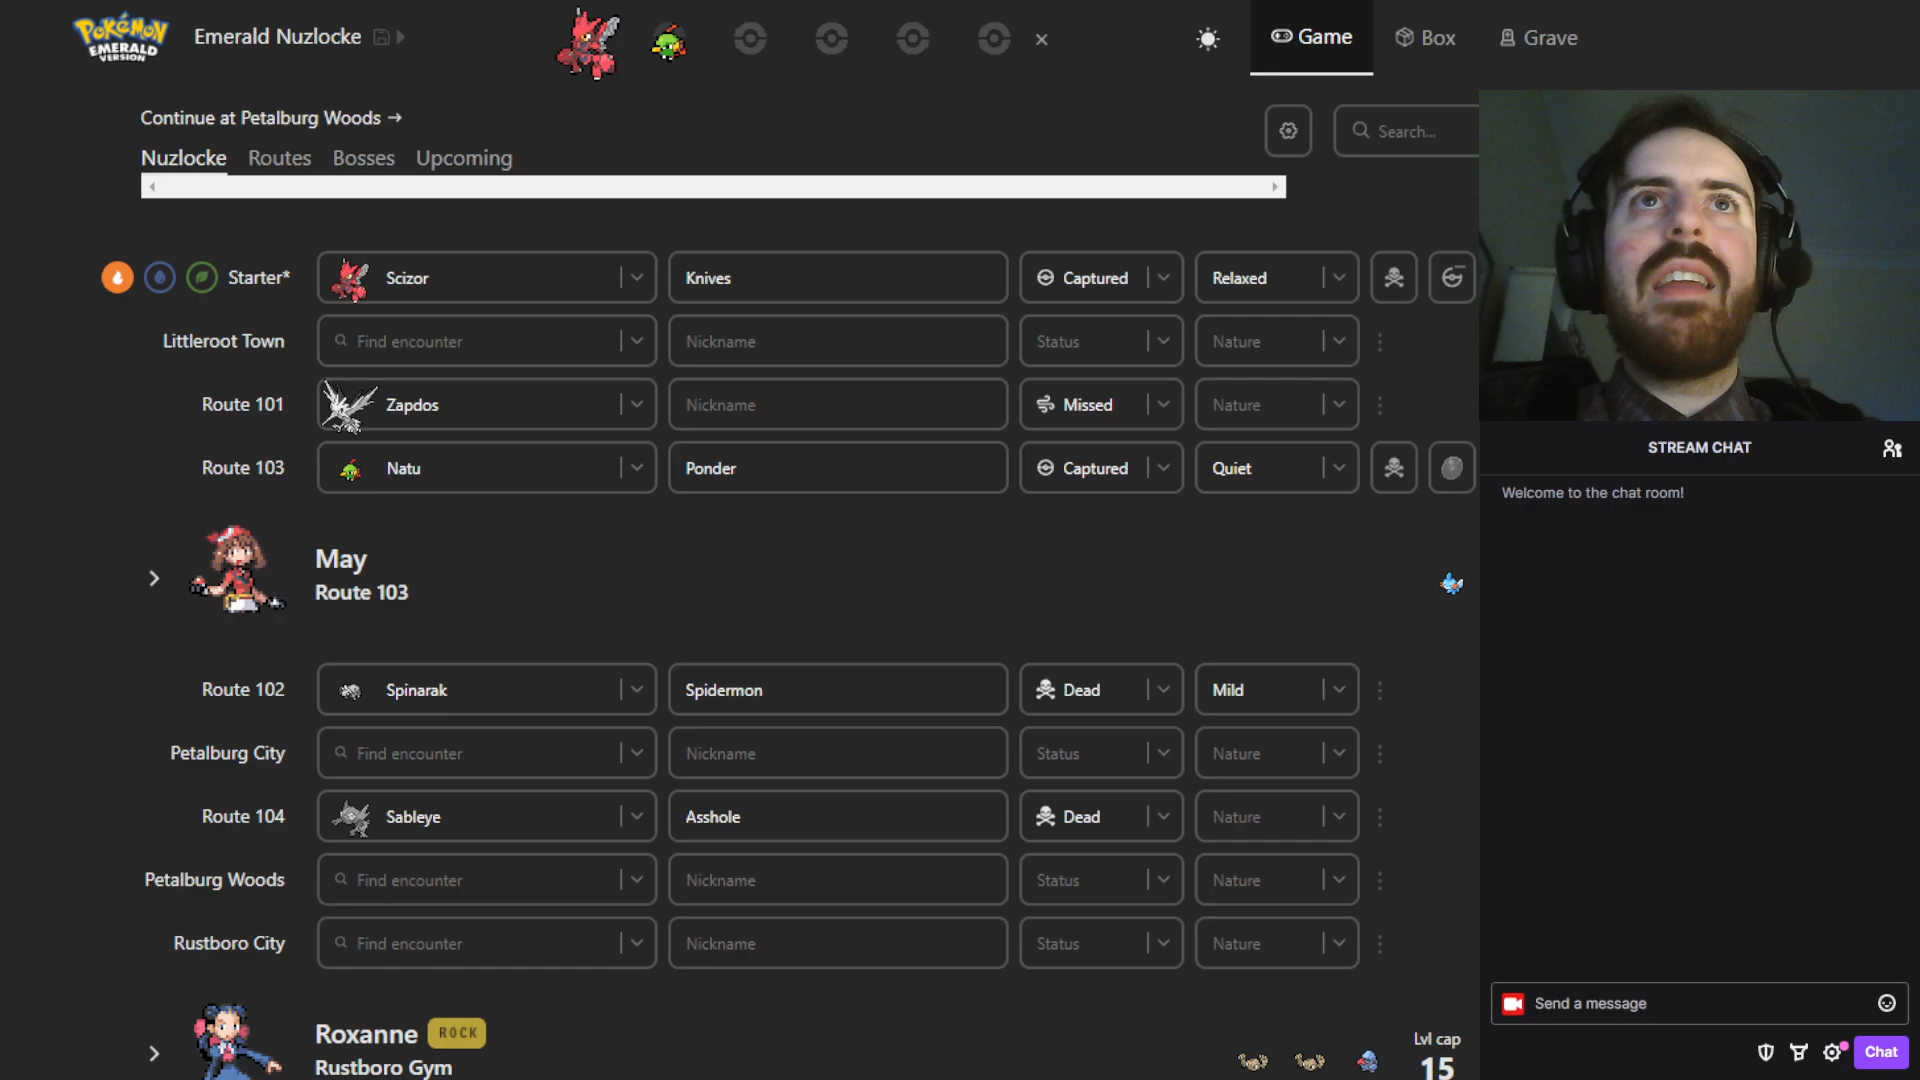 POKéMON
EMERALD
VERSION
Emerald Nuzlocke
Game
Box
Grave
Continue at Petalburg Woods →
Search...
Nuzlocke
Routes
Bosses
Upcoming
Starter*
Scizor
Knives
Captured
Relaxed
Littleroot Town
Find encounter
Nickname
Status
Nature
Route 101
Zapdos
Nickname
Missed
Nature
Route 103
Natu
Ponder
Captured
Quiet
May
Route 103
Route 102
Spinarak
Spidermon
Dead
Mild
Petalburg City
Find encounter
Nickname
Status
Nature
Route 104
Sableye
Asshole
Dead
Nature
Petalburg Woods
Find encounter
Nickname
Status
Nature
Rustboro City
Find encounter
Nickname
Status
Nature
Roxanne
ROCK
Rustboro Gym
Lvl cap
15
STREAM CHAT
Welcome to the chat room!
Send a message
Chat